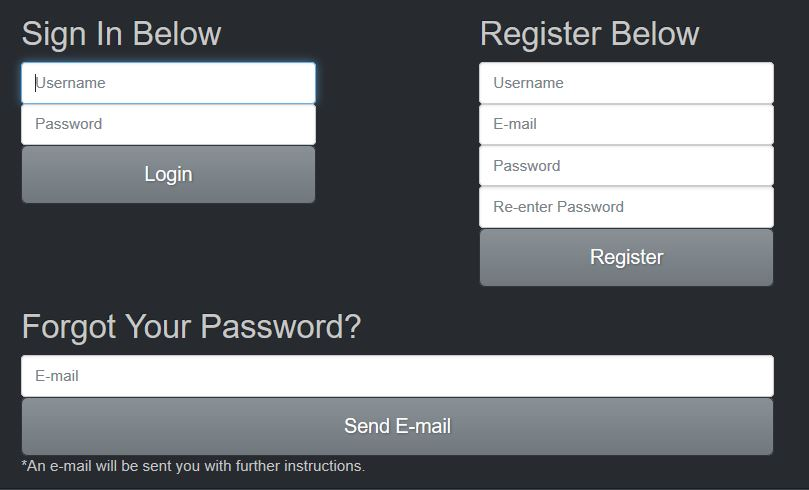 Sign In Below
Username
Password
Login
Register Below
Username
E-mail
Password
Re-enter Password
Register
Forgot Your Password?
E-mail
Send E-mail
*An e-mail will be sent you with further instructions.